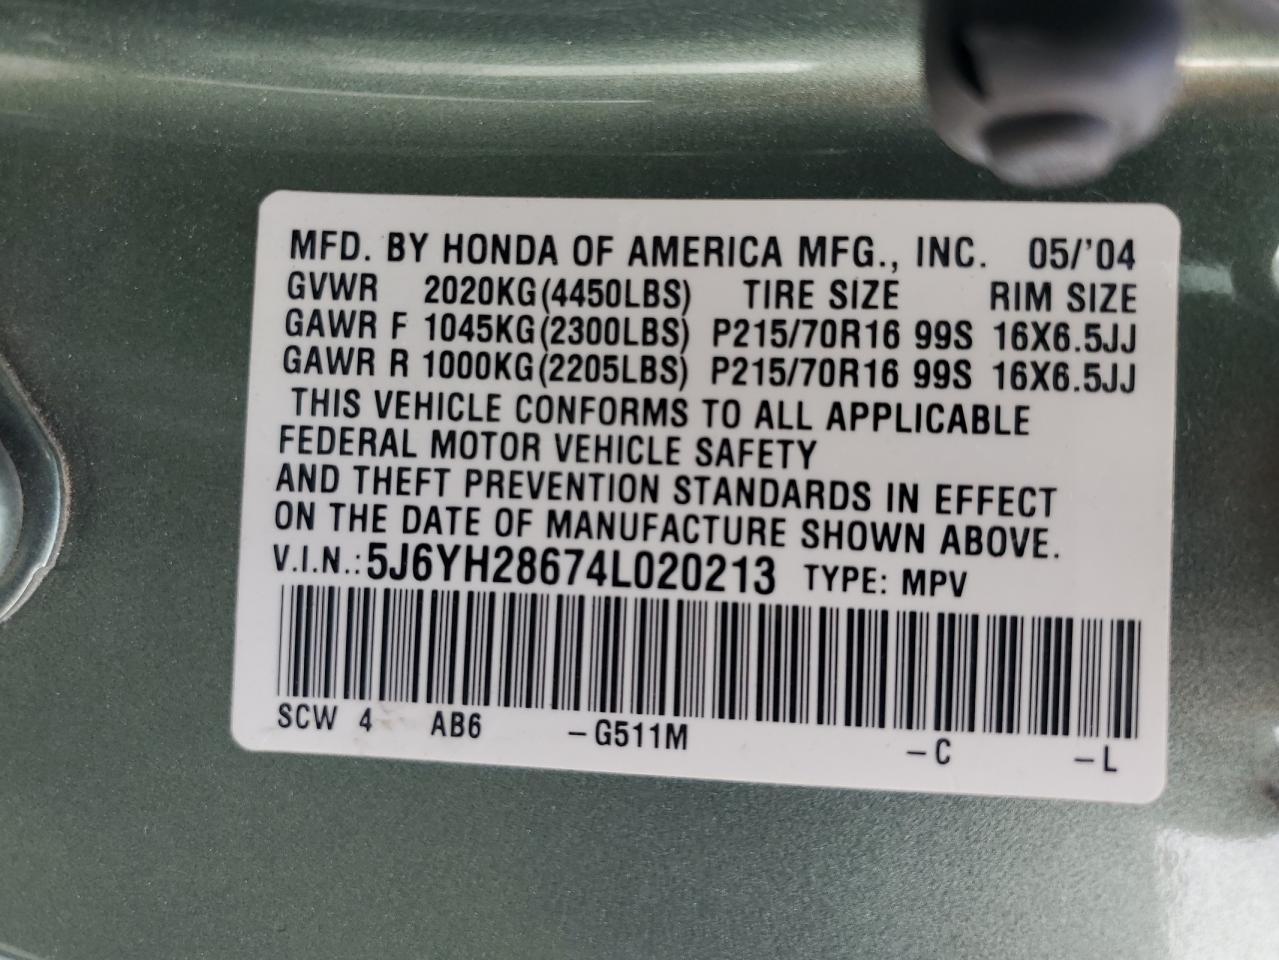 MFD. BY HONDA OF AMERICA MFG., INC. 05/'04
GVWR 2020KG(4450LBS) TIRE SIZE RIM SIZE
GAWR F 1045KG(2300LBS) P215/70R16 99S 16X6.5JJ
GAWR R 1000KG(2205LBS) P215/70R16 99S 16X6.5JJ
THIS VEHICLE CONFORMS TO ALL APPLICABLE
FEDERAL MOTOR VEHICLE SAFETY
AND THEFT PREVENTION STANDARDS IN EFFECT
ON THE DATE OF MANUFACTURE SHOWN ABOVE.
V.I.N.:5J6YH28674L020213 TYPE: MPV
SCW 4 AB6 -G511M -C -L